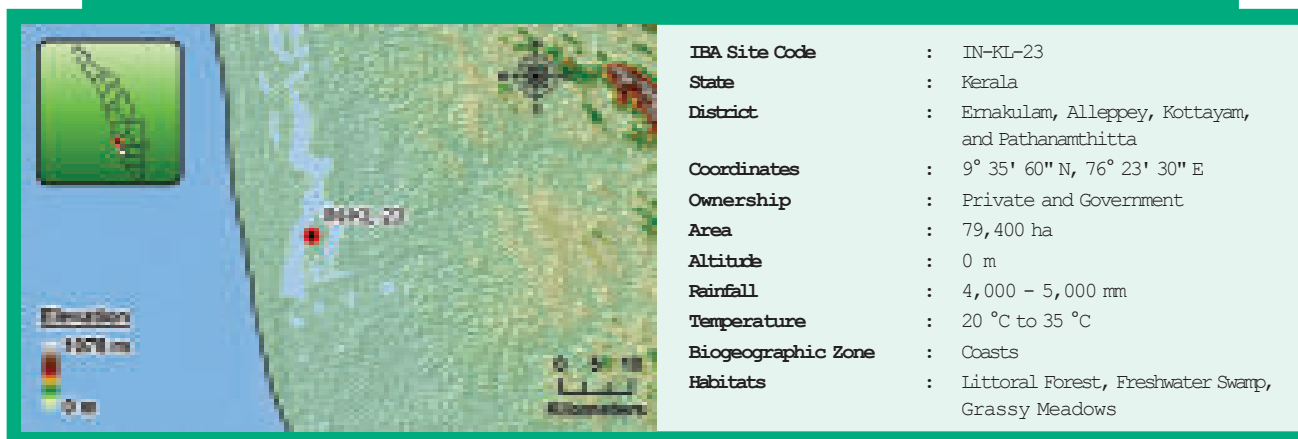 IN-KL-23
Elevation
0 m
0 5 10
Kilometers
IBA Site Code : IN-KL-23
State : Kerala
District : Ernakulam, Alleppey, Kottayam,
and Pathanamthitta
Coordinates : 9° 35' 60" N, 76° 23' 30" E
Ownership : Private and Government
Area : 79,400 ha
Altitude : 0 m
Rainfall : 4,000 - 5,000 mm
Temperature : 20 °C to 35 °C
Biogeographic Zone : Coasts
Habitats : Littoral Forest, Freshwater Swamp,
Grassy Meadows